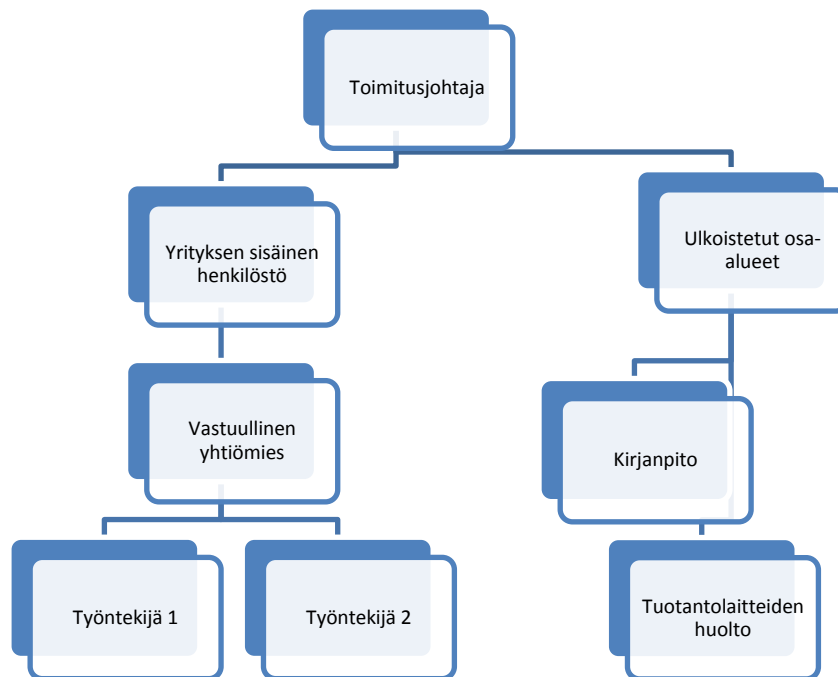 Toimitusjohtaja
Yrityksen sisäinen
henkilöstö
Ulkoistetut osa-
alueet
Vastuullinen
yhtiömies
Kirjanpito
Työntekijä 1
Työntekijä 2
Tuotantolaitteiden
huolto